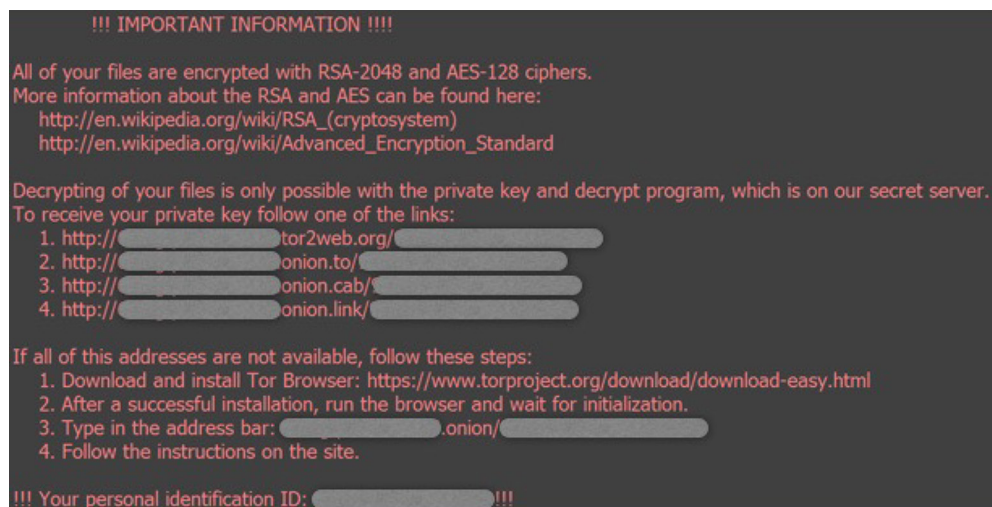 !!! IMPORTANT INFORMATION !!!!
All of your files are encrypted with RSA-2048 and AES-128 ciphers.
More information about the RSA and AES can be found here:
http://en.wikipedia.org/wiki/RSA_(cryptosystem)
http://en.wikipedia.org/wiki/Advanced_Encryption_Standard
Decrypting of your files is only possible with the private key and decrypt program, which is on our secret server.
To receive your private key follow one of the links:
1. http:// tor2web.org/
2. http:// onion.to/
3. http:// onion.cab/
4. http:// onion.link/
If all of this addresses are not available, follow these steps:
1. Download and install Tor Browser: https://www.torproject.org/download/download-easy.html
2. After a successful installation, run the browser and wait for initialization.
3. Type in the address bar: .onion/
4. Follow the instructions on the site.
!!! Your personal identification ID: !!!